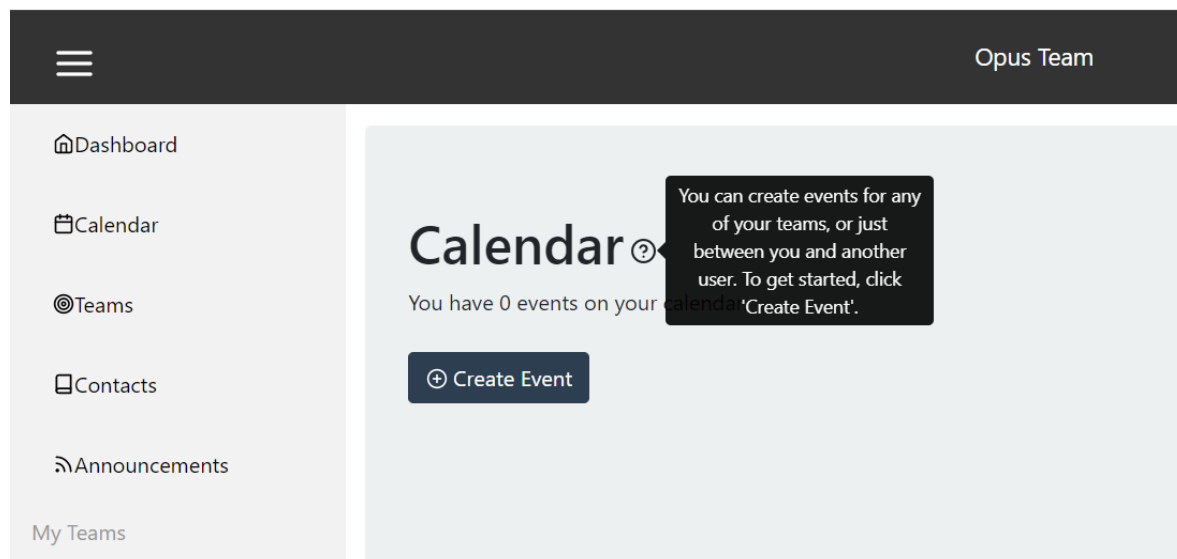 Opus Team
Dashboard
Calendar
Teams
Contacts
Announcements
My Teams
Calendar
You have 0 events on your calendar
Create Event
You can create events for any
of your teams, or just
between you and another
user. To get started, click
'Create Event'.